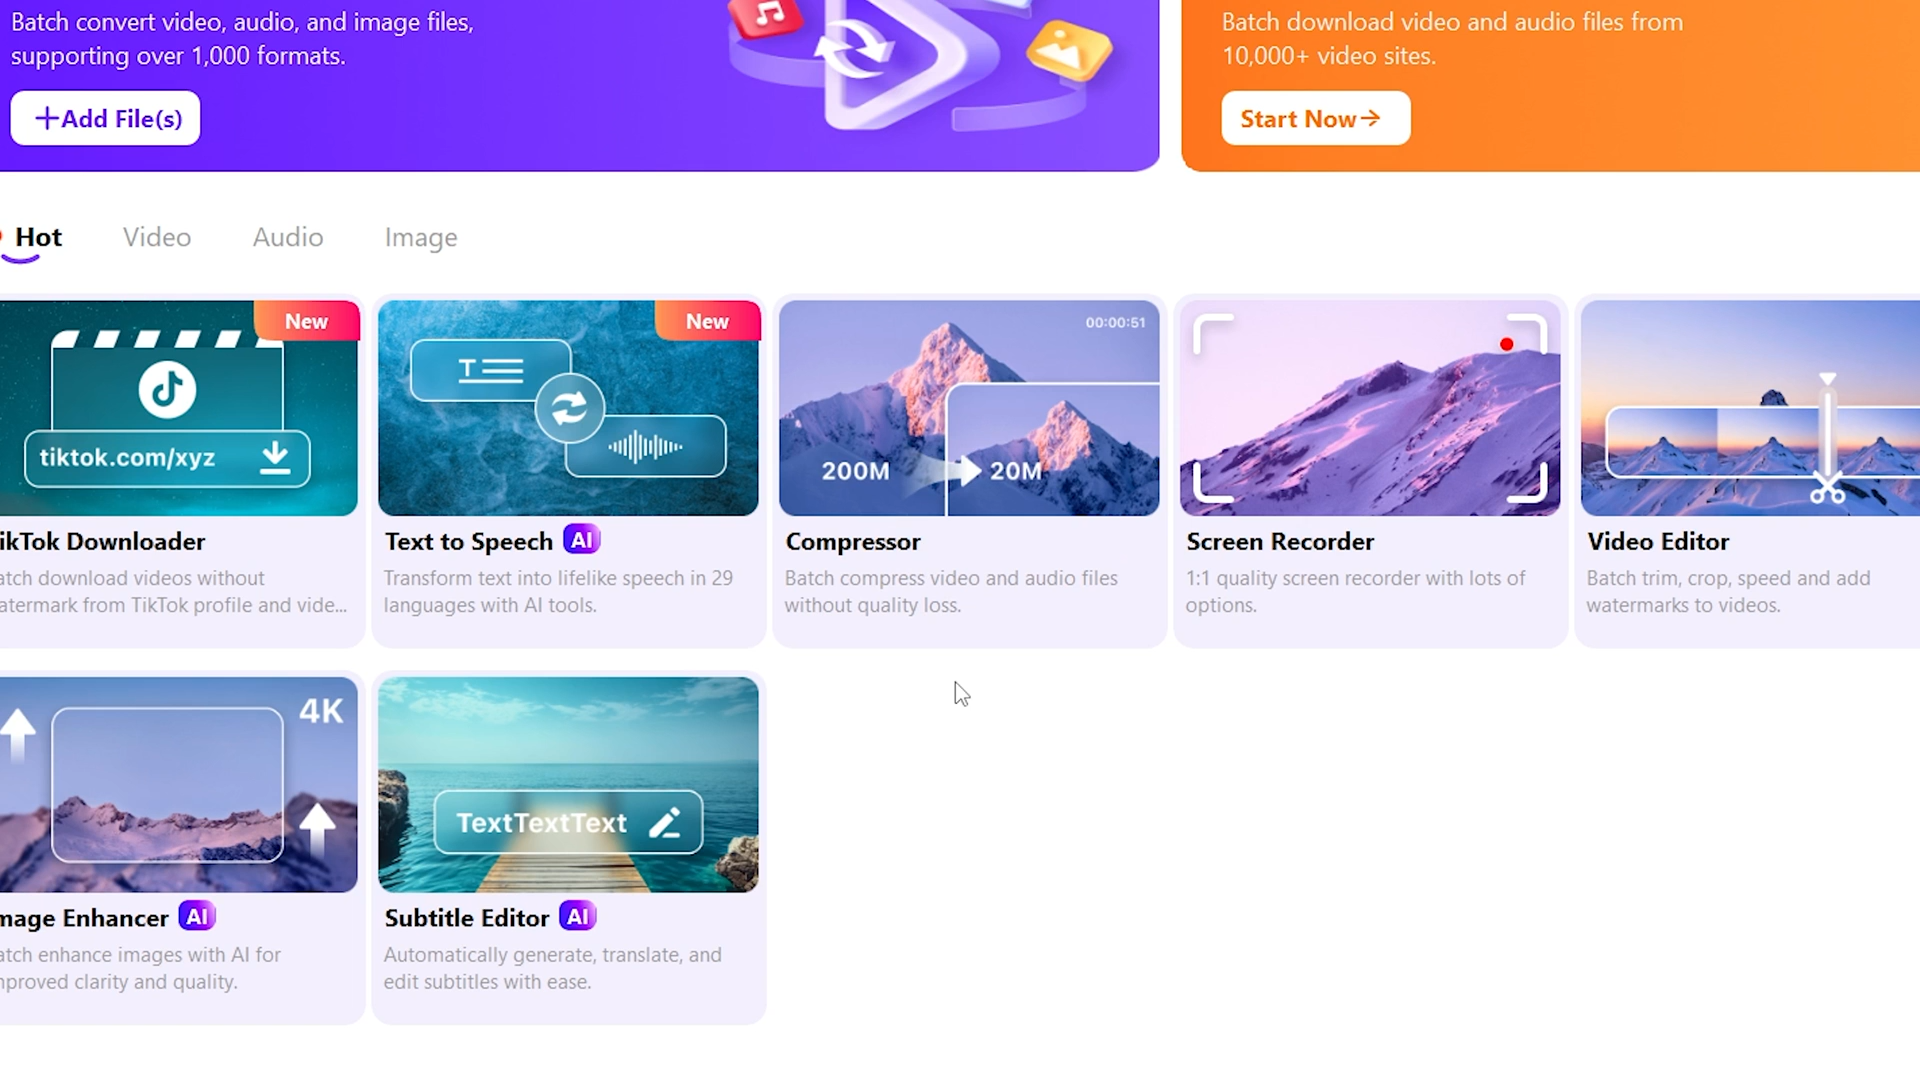 Batch convert video, audio, and image files,
supporting over 1,000 formats.
+Add File(s)
Batch download video and audio files from
10,000+ video sites.
Start Now→
Hot
Video
Audio
Image
New
tiktok.com/xyz
ikTok Downloader
atch download videos without
atermark from TikTok profile and vide...
New
T
Text to Speech AI
Transform text into lifelike speech in 29
languages with AI tools.
00:00:51
200M
20M
Compressor
Batch compress video and audio files
without quality loss.
Screen Recorder
1:1 quality screen recorder with lots of
options.
Video Editor
Batch trim, crop, speed and add
watermarks to videos.
4K
mage Enhancer AI
atch enhance images with AI for
mproved clarity and quality.
TextTextText
Subtitle Editor AI
Automatically generate, translate, and
edit subtitles with ease.